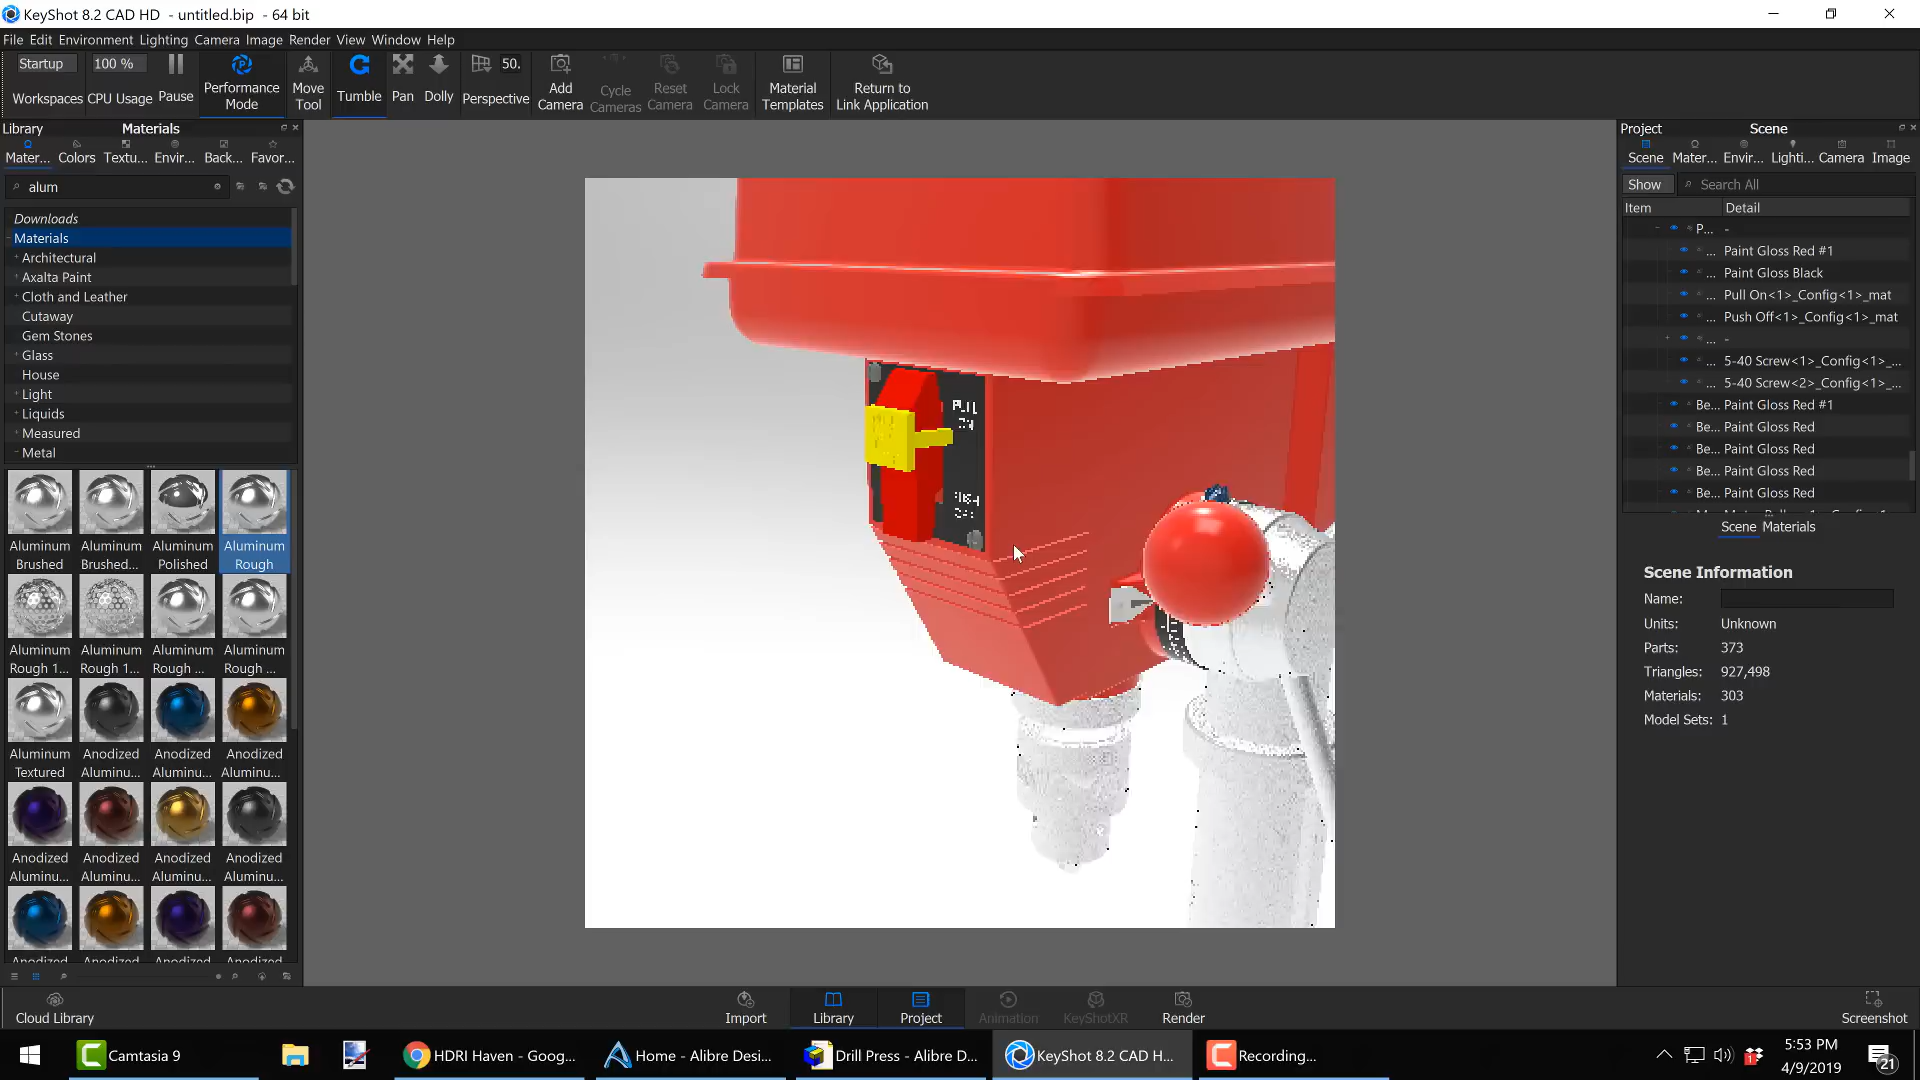 KeyShot 8.2 CAD HD - untitled.bip - 64 bit
File Edit Environment Lighting Camera Image Render View Window Help
Startup 100 % 50.
Workspaces CPU Usage Pause Performance Mode Move Tool Tumble Pan Dolly Perspective Add Camera Cycle Cameras Reset Camera Lock Camera Material Templates Return to Link Application
Library Materials
Mater... Colors Textu... Envir... Back... Favor...
alum
Downloads
Materials
Architectural
Axalta Paint
Cloth and Leather
Cutaway
Gem Stones
Glass
House
Light
Liquids
Measured
Metal
Aluminum Brushed
Aluminum Brushed...
Aluminum Polished
Aluminum Rough
Aluminum Rough 1...
Aluminum Rough 1...
Aluminum Rough ...
Aluminum Rough ...
Aluminum Textured
Anodized Aluminu...
Anodized Aluminu...
Anodized Aluminu...
Anodized Aluminu...
Anodized Aluminu...
Anodized Aluminu...
Anodized Aluminu...
Anodized
Anodized
Anodized
Anodized
Project Scene
Scene Mater... Envir... Lighti... Camera Image
Show Search All
Item Detail
P... -
... Paint Gloss Red #1
... Paint Gloss Black
... Pull On<1>_Config<1>_mat
... Push Off<1>_Config<1>_mat
... -
... 5-40 Screw<1>_Config<1>_...
... 5-40 Screw<2>_Config<1>_...
Be... Paint Gloss Red #1
Be... Paint Gloss Red
Be... Paint Gloss Red
Be... Paint Gloss Red
Be... Paint Gloss Red
Scene Materials
Scene Information
Name:
Units: Unknown
Parts: 373
Triangles: 927,498
Materials: 303
Model Sets: 1
Cloud Library Import Library Project Animation KeyShotXR Render Screenshot
Camtasia 9
HDRI Haven - Goog...
Home - Alibre Desi...
Drill Press - Alibre D...
KeyShot 8.2 CAD H...
Recording...
5:53 PM
4/9/2019
21